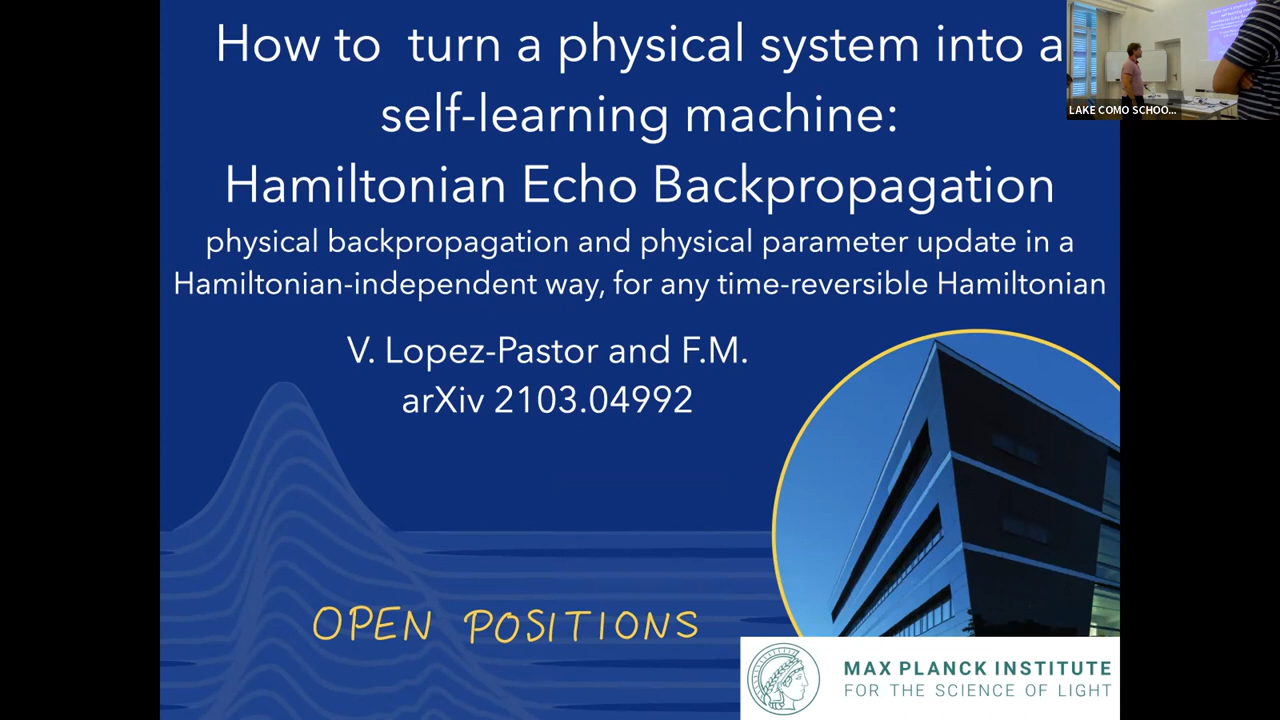 How to turn a physical system into a
self-learning machine:
Hamiltonian Echo Backpropagation
physical backpropagation and physical parameter update in a
Hamiltonian-independent way, for any time-reversible Hamiltonian
V. Lopez-Pastor and F.M.
arXiv 2103.04992
OPEN POSITIONS
MAX PLANCK INSTITUTE
FOR THE SCIENCE OF LIGHT
LAKE COMO SCHOO...